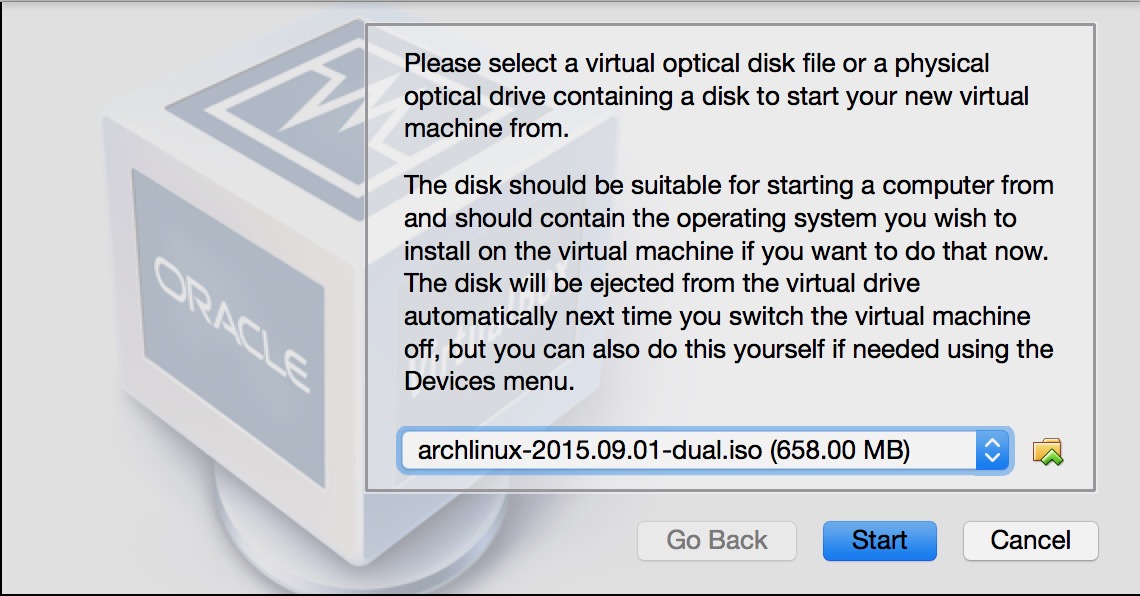 Please select a virtual optical disk file or a physical
optical drive containing a disk to start your new virtual
machine from.
The disk should be suitable for starting a computer from
and should contain the operating system you wish to
install on the virtual machine if you want to do that now.
The disk will be ejected from the virtual drive
automatically next time you switch the virtual machine
off, but you can also do this yourself if needed using the
Devices menu.
ORACLE
archlinux-2015.09.01-dual.iso (658.00 MB)
Go Back
Start
Cancel